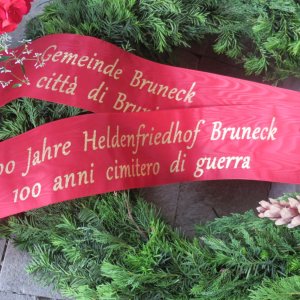 Gemeinde Bruneck
città di
Jahre Heldenfriedhof Bruneck
100 anni cimitero di guerra